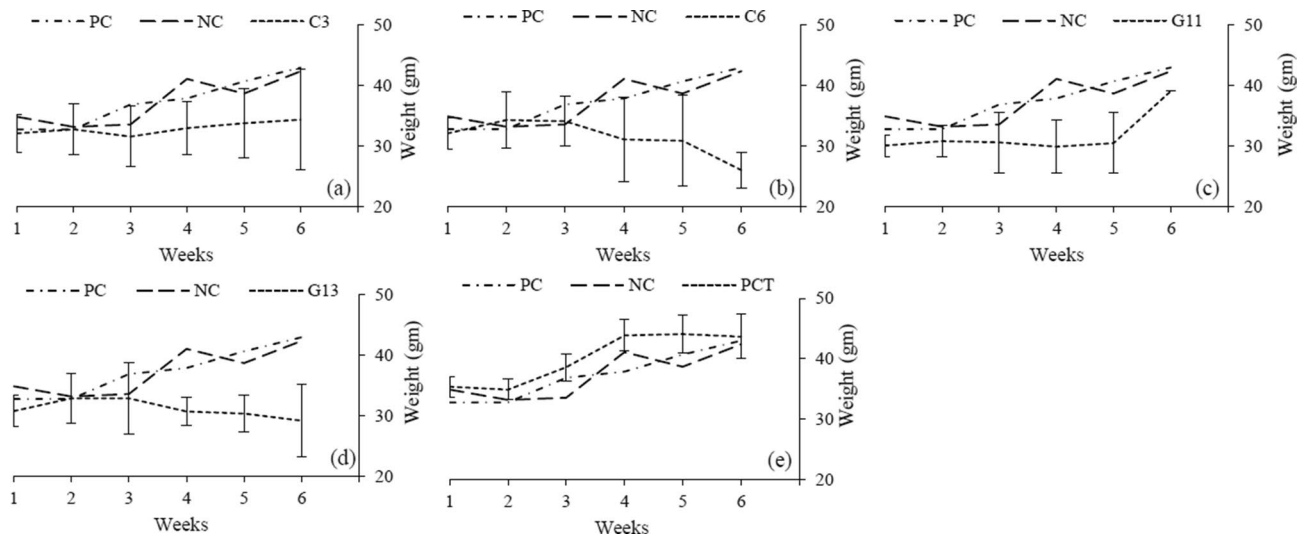 PC NC C3
50
40
30
20
Weight (gm)
(a)
1 2 3 4 5 6
Weeks
PC NC C6
50
40
30
20
Weight (gm)
(b)
1 2 3 4 5 6
Weeks
PC NC G11
50
40
30
20
Weight (gm)
(c)
1 2 3 4 5 6
Weeks
PC NC G13
50
40
30
20
Weight (gm)
(d)
1 2 3 4 5 6
Weeks
PC NC PCT
50
40
30
20
Weight (gm)
(e)
1 2 3 4 5 6
Weeks